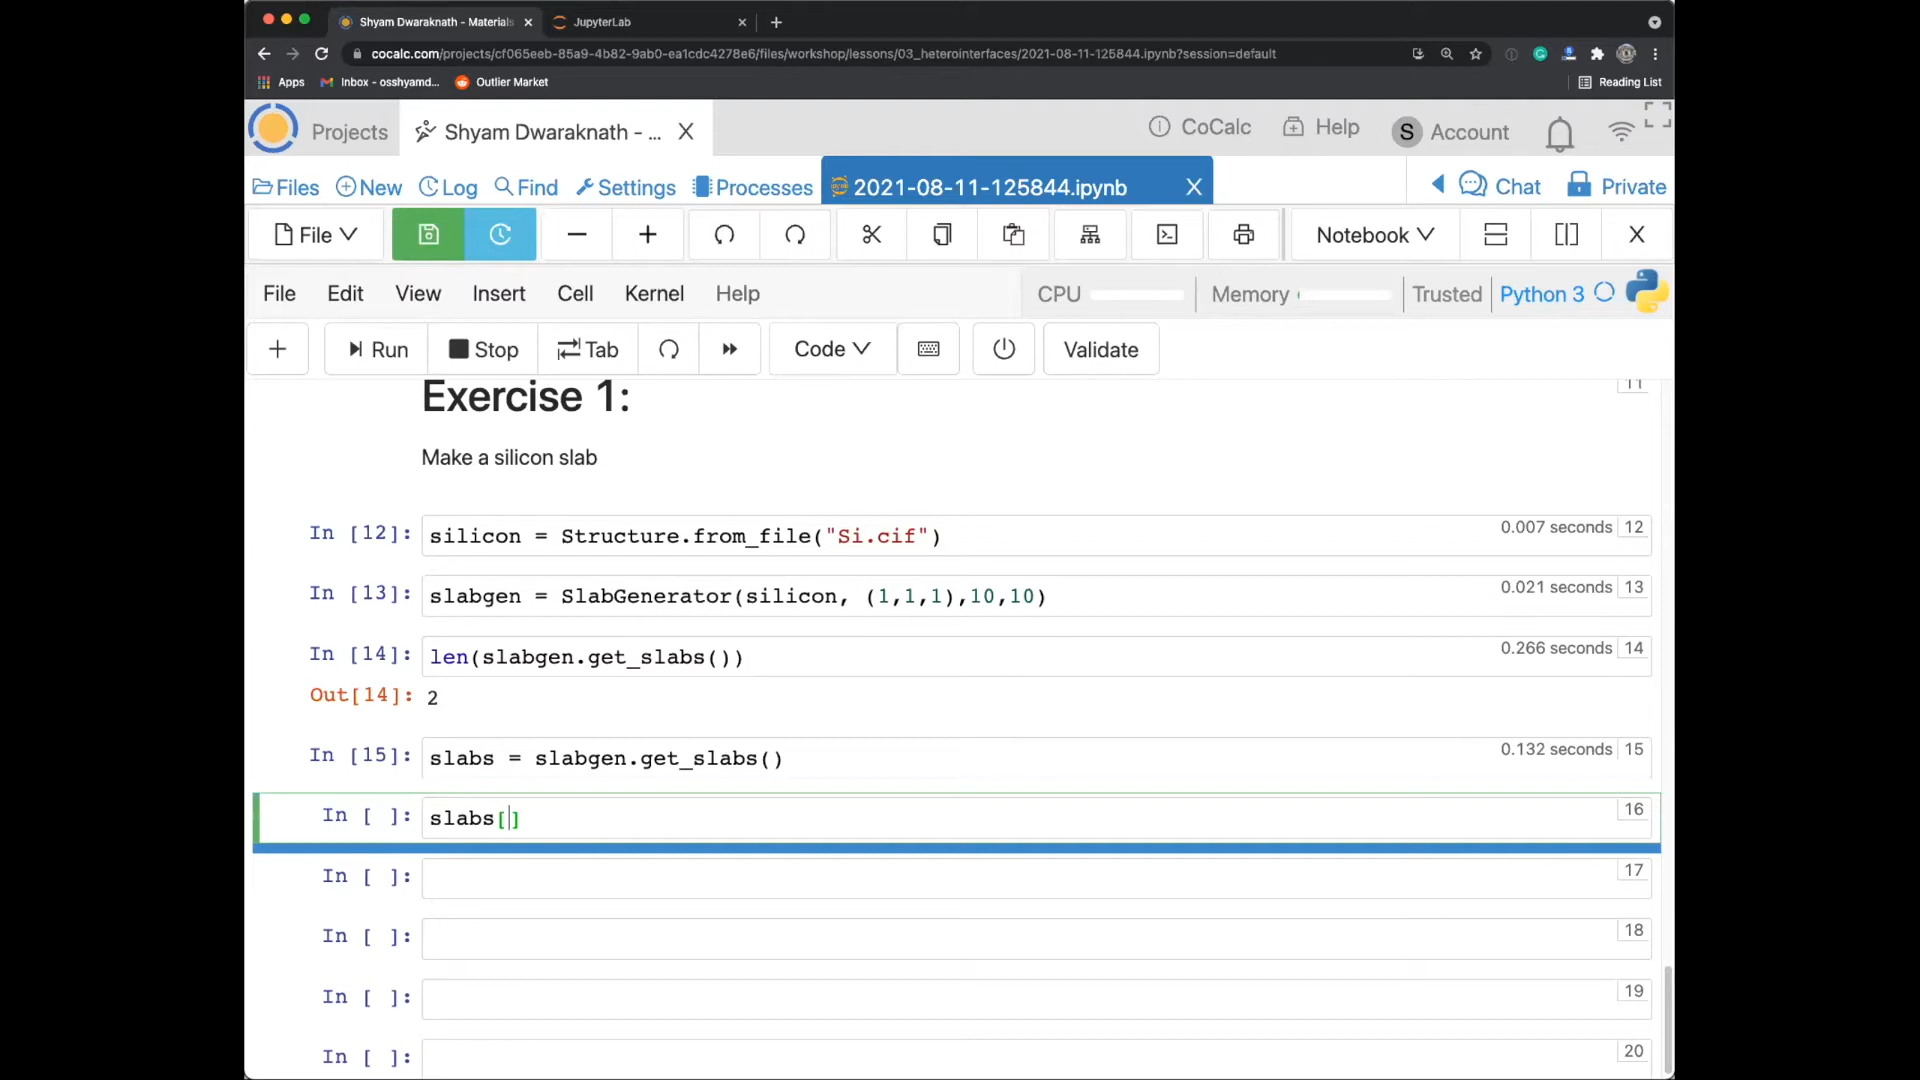 Shyam Dwaraknath - Materials
JupyterLab
cocalc.com/projects/cf065eeb-85a9-4b82-9ab0-ea1cdc4278e6/files/workshop/lessons/03_heterointerfaces/2021-08-11-125844.ipynb?session=default
Apps Inbox - osshyamd... Outlier Market Reading List
Projects Shyam Dwaraknath - ... X CoCalc Help S Account
Files New Log Find Settings Processes 2021-08-11-125844.ipynb X Chat Private
File Notebook X
File Edit View Insert Cell Kernel Help CPU Memory Trusted Python 3
Run Stop Tab Code Validate
Exercise 1: 11
Make a silicon slab
In [12]: silicon = Structure.from_file("Si.cif") 0.007 seconds 12
In [13]: slabgen = SlabGenerator(silicon, (1,1,1),10,10) 0.021 seconds 13
In [14]: len(slabgen.get_slabs()) 0.266 seconds 14
Out[14]: 2
In [15]: slabs = slabgen.get_slabs() 0.132 seconds 15
In [ ]: slabs[] 16
In [ ]: 17
In [ ]: 18
In [ ]: 19
In [ ]: 20